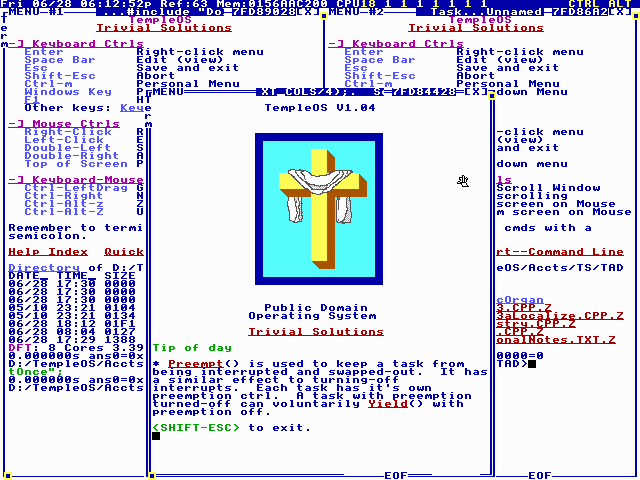 Fri 06/28 06:12:52p Ref:63 Mem:0156AAC200 CPU18 1 1 1 1 1 1 1 CTRL ALT
MENU #1 ....#include "Do 7FD89028[X]
TempleOS
Trivial Solutions
-] Keyboard Ctrls
Enter Right-click menu
Space Bar Edit (view)
Esc Save and exit
Shift-Esc Abort
Ctrl-m Personal Menu
Windows Key
F1
Other keys: Key
-] Mouse Ctrls
Right-Click R
Left-Click E
Double-Left S
Double-Right A
Top of Screen P
-] Keyboard-Mouse
Ctrl-LeftDrag G
Ctrl-Right N
Ctrl-Alt-z Z
Ctrl-Alt-Z U
Remember to termi
semicolon.
Help Index Quick
Directory of D:/T
DATE_ TIME_ SIZE
06/28 17:30 0000
06/28 17:30 0000
06/28 17:30 0000
05/10 23:21 0104
05/10 23:21 0134
06/28 18:12 01F1
06/28 08:04 0127
06/28 17:29 1388
DFT: 8 Cores 3.39
0.000000s ans0=0x
D:/TempleOS/Accts
tOnce";
0.000000s ans0=0x
D:/TempleOS/Accts
MENU #2 Task...Unnamed 7FD86A2[X]
TempleOS
Trivial Solutions
-] Keyboard Ctrls
Enter Right-click menu
Space Bar Edit (view)
Esc Save and exit
Shift-Esc Abort
Ctrl-m Personal Menu
down Menu
-click menu
(view)
and exit
down menu
ls
Scroll Window
scrolling
screen on Mouse
m screen on Mouse
cmds with a
rt--Command Line
eOS/Accts/TS/TAD
cOrgan
3.CPP.Z
3aLocalize.CPP.Z
stry.CPP.Z
.CPP.Z
onalNotes.TXT.Z
0000=0
TAD>
EOF
MENU XT_COLS/4);. S< 7FD84428 [X]
TempleOS V1.04
Public Domain
Operating System
Trivial Solutions
Tip of day
* Preempt() is used to keep a task from
being interrupted and swapped-out. It has
a similar effect to turning-off
interrupts. Each task has it's own
preemption ctrl. A task with preemption
turned-off can voluntarily Yield() with
preemption off.
<SHIFT-ESC> to exit.
EOF